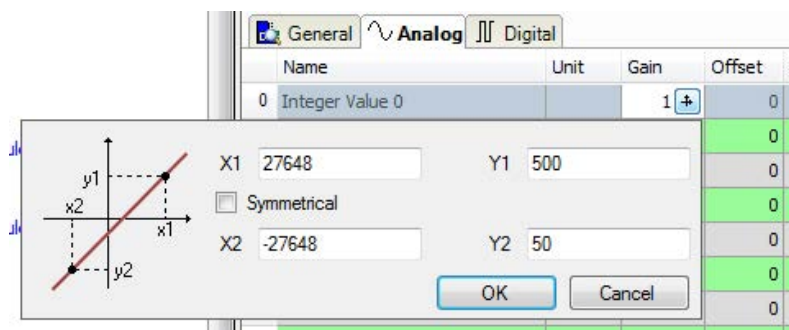 General Analog Digital
Name Unit Gain Offset
0 Integer Value 0 1 0
0
X1 27648 Y1 500
0
y1
Symmetrical
0
x2
x1
X2 -27648 Y2 50
0
y2
0
OK Cancel
0